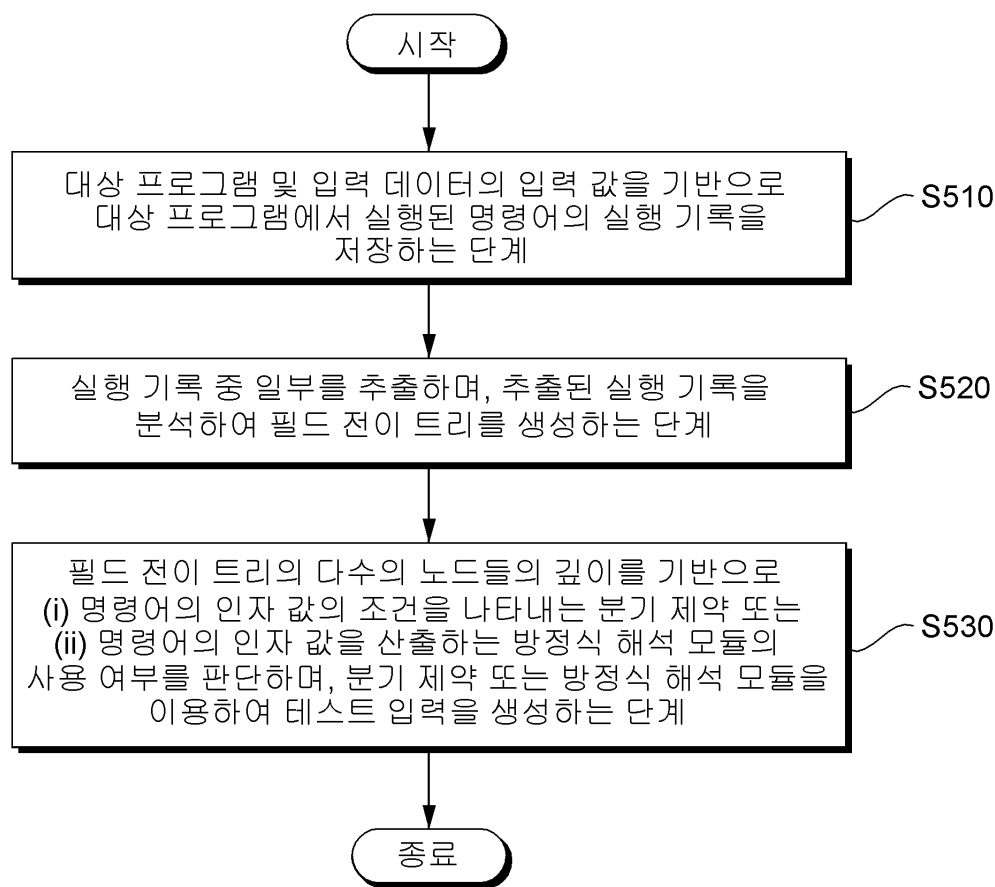 시작
대상 프로그램 및 입력 데이터의 입력 값을 기반으로
대상 프로그램에서 실행된 명령어의 실행 기록을
저장하는 단계
S510
실행 기록 중 일부를 추출하며, 추출된 실행 기록을
분석하여 필드 전이 트리를 생성하는 단계
S520
필드 전이 트리의 다수의 노드들의 깊이를 기반으로
(i) 명령어의 인자 값의 조건을 나타내는 분기 제약 또는
(ii) 명령어의 인자 값을 산출하는 방정식 해석 모듈의
사용 여부를 판단하며, 분기 제약 또는 방정식 해석 모듈을
이용하여 테스트 입력을 생성하는 단계
S530
종료